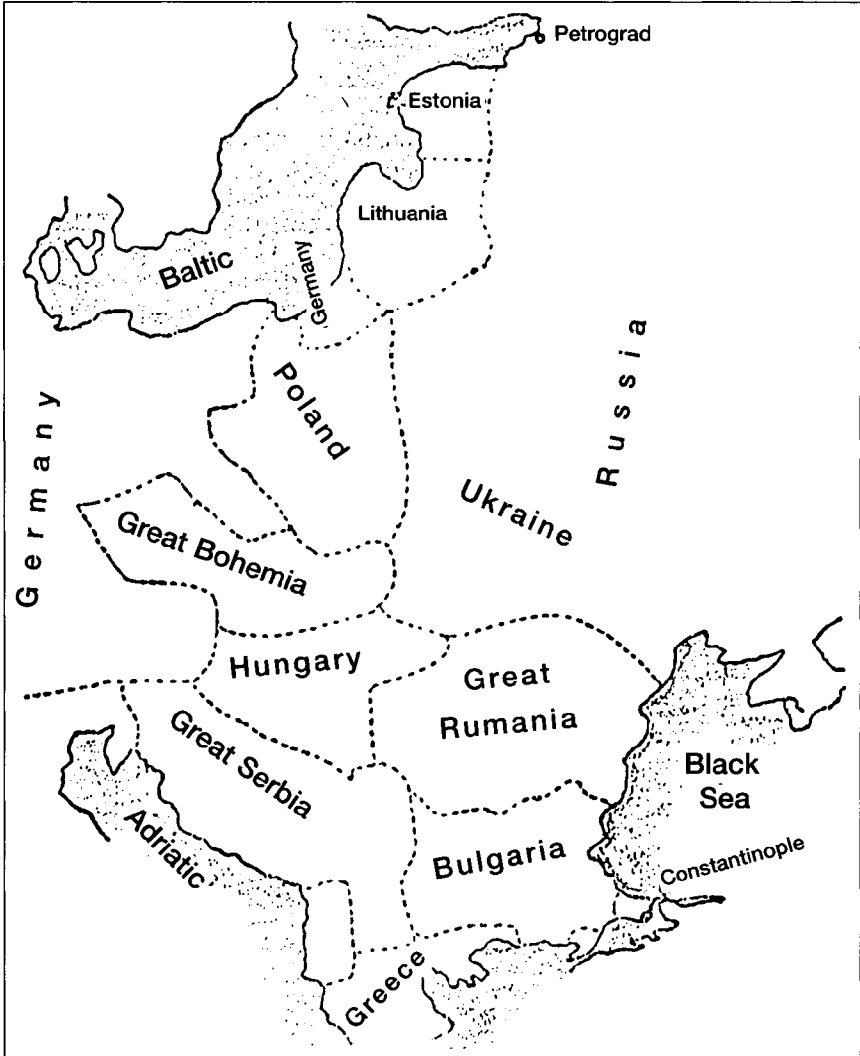 Petrograd
Estonia
Lithuania
Baltic
Germany
Poland
Germany
Russia
Ukraine
Great Bohemia
Hungary
Great
Rumania
Great Serbia
Black
Sea
Adriatic
Bulgaria
Constantinople
Greece